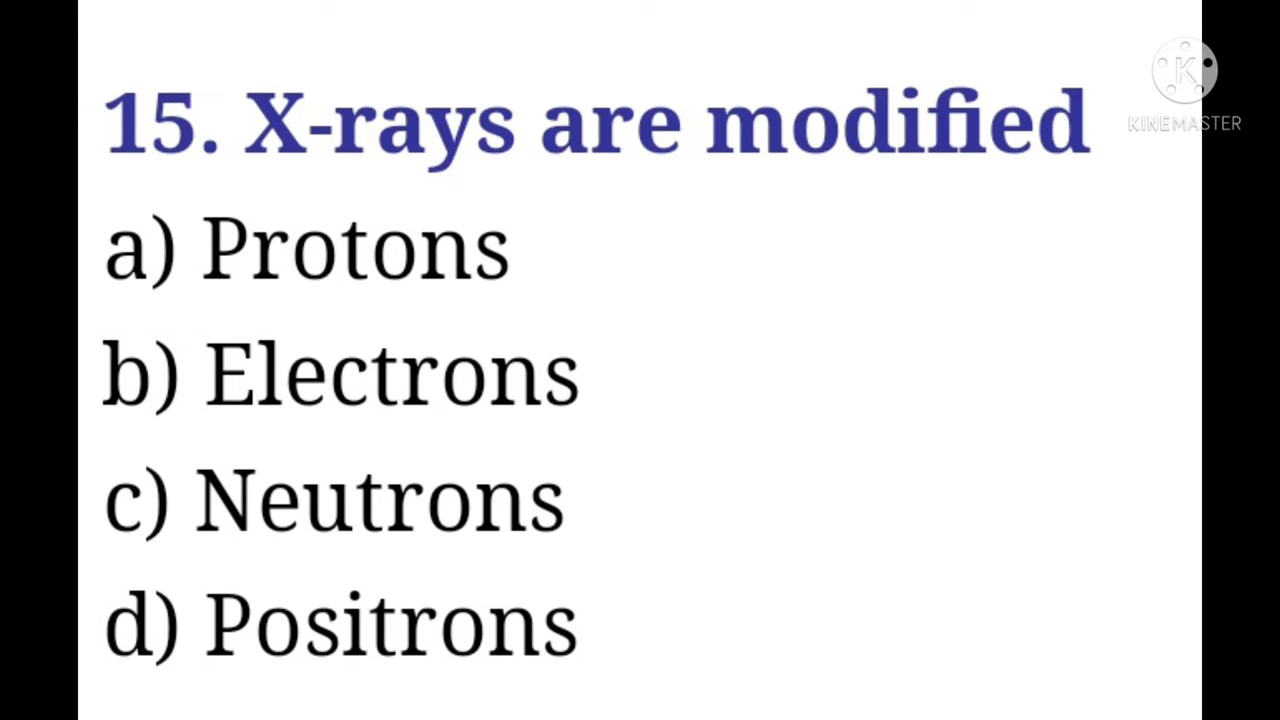 15. X-rays are modified
KINEMASTER
a) Protons
b) Electrons
c) Neutrons
d) Positrons